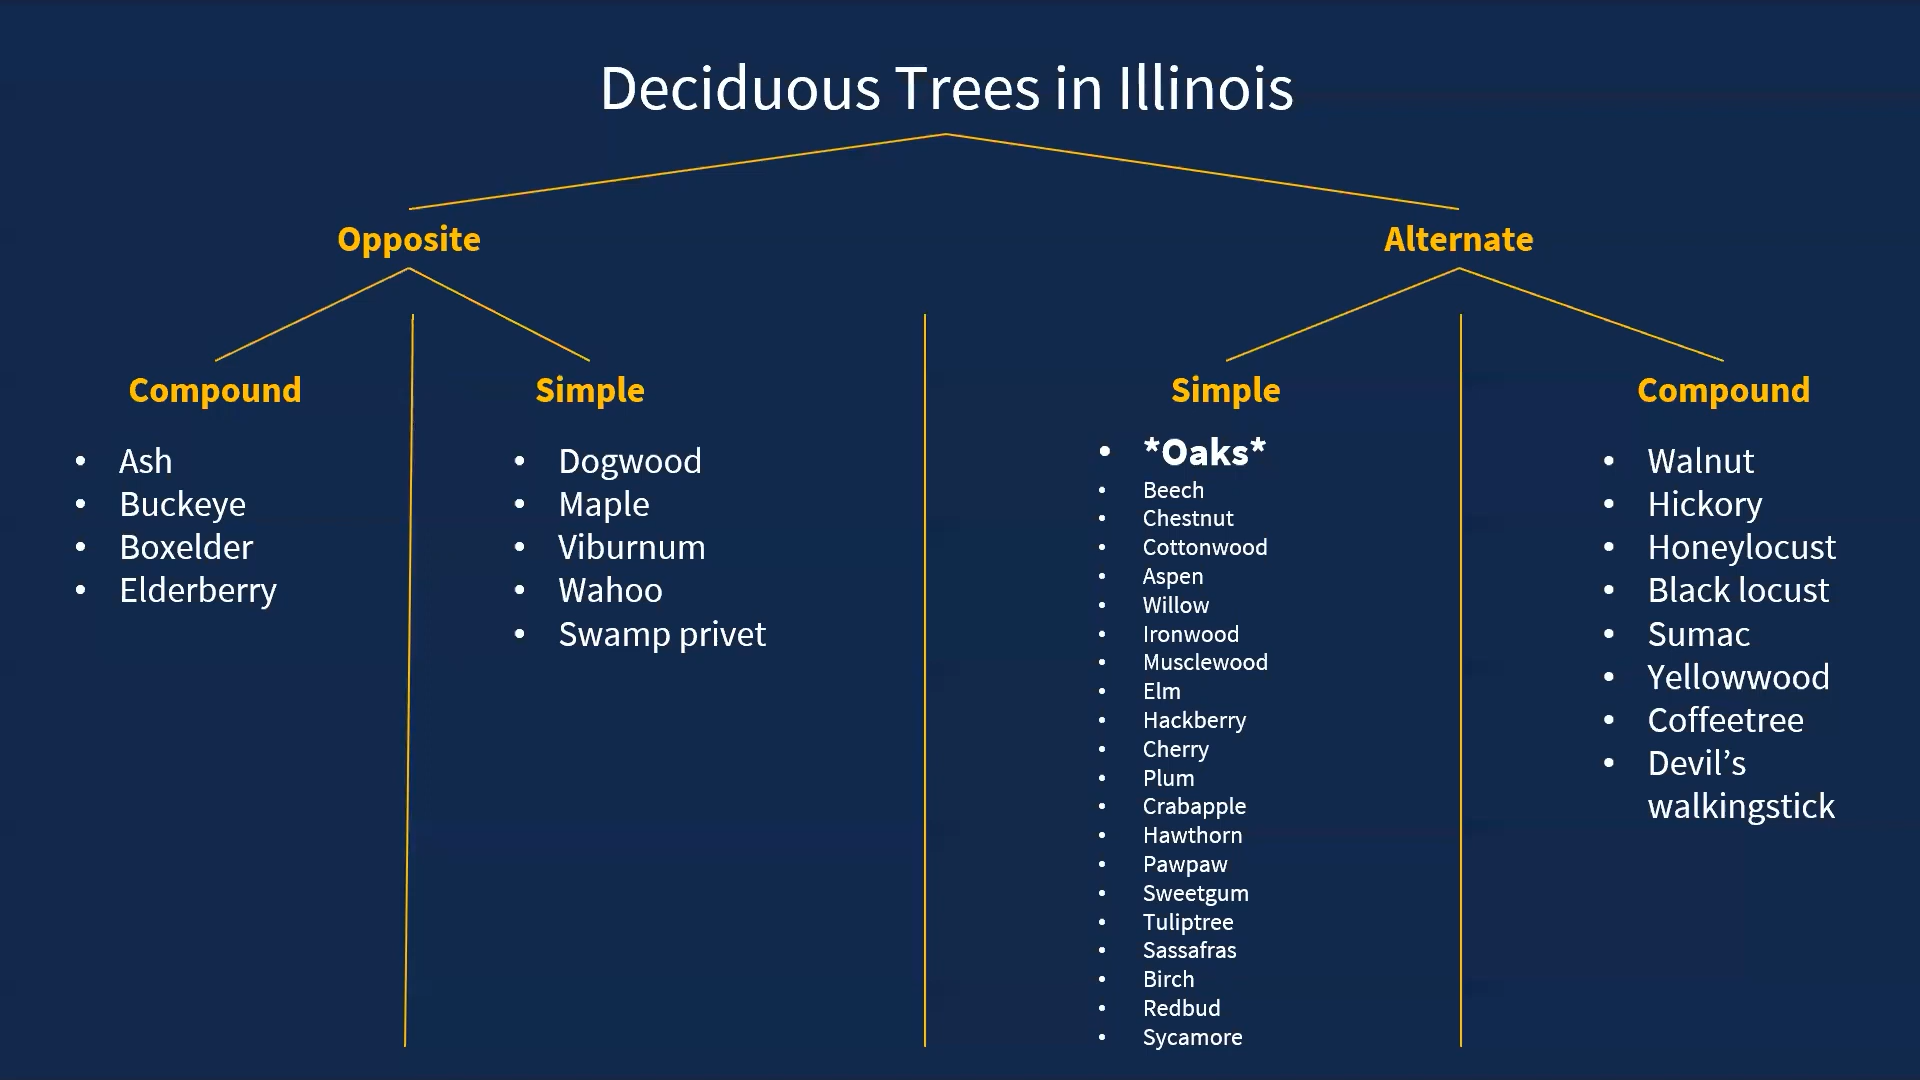 Deciduous Trees in Illinois
Opposite
Alternate
Compound
• Ash
• Buckeye
• Boxelder
• Elderberry
Simple
• Dogwood
• Maple
• Viburnum
• Wahoo
• Swamp privet
Simple
• *Oaks*
• Beech
• Chestnut
• Cottonwood
• Aspen
• Willow
• Ironwood
• Musclewood
• Elm
• Hackberry
• Cherry
• Plum
• Crabapple
• Hawthorn
• Pawpaw
• Sweetgum
• Tuliptree
• Sassafras
• Birch
• Redbud
• Sycamore
Compound
• Walnut
• Hickory
• Honeylocust
• Black locust
• Sumac
• Yellowwood
• Coffeetree
• Devil’s
walkingstick